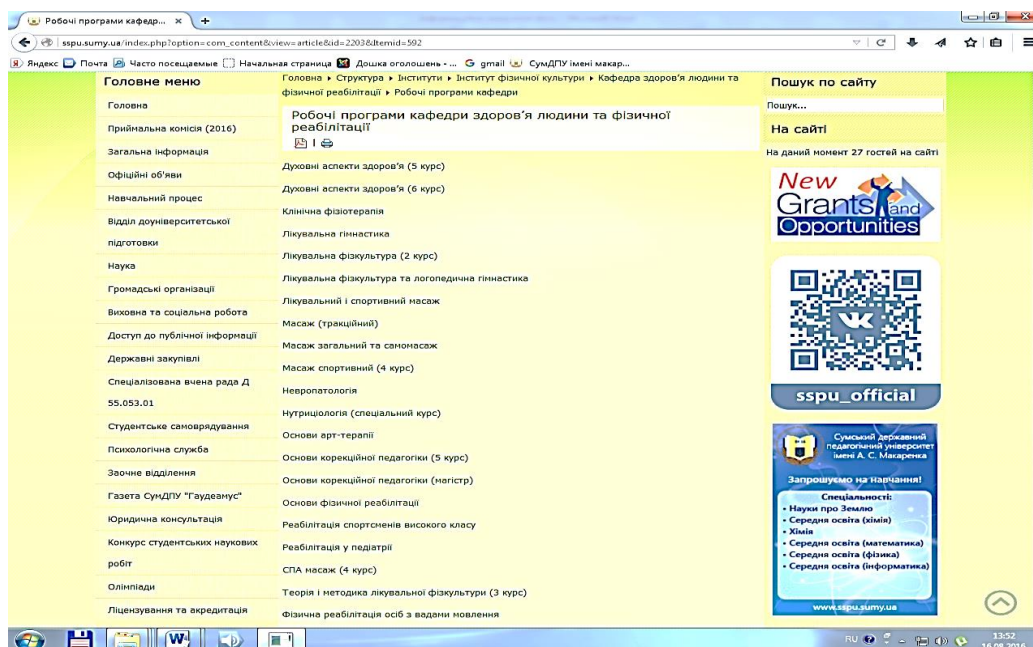 Робочі програми кафедр...
sspu.sumy.ua/index.php?option=com_content&view=article&id=2203&Itemid=592
Яндекс Почта Часто посещаемые Начальная страница Дошка оголошень - ... gmail СумДПУ імені макар...
Головне меню
Головна
Приймальна комісія (2016)
Загальна інформація
Офіційні об'яви
Навчальний процес
Відділ доуніверситетської
підготовки
Наука
Громадські організації
Виховна та соціальна робота
Доступ до публічної інформації
Державні закупівлі
Спеціалізована вчена рада Д
55.053.01
Студентське самоврядування
Психологічна служба
Заочне відділення
Газета СумДПУ "Гаудеамус"
Юридична консультація
Конкурс студентських наукових
робіт
Олімпіади
Ліцензування та акредитація
Головна ▸ Структура ▸ Інститути ▸ Інститут фізичної культури ▸ Кафедра здоров'я людини та
фізичної реабілітації ▸ Робочі програми кафедри
Робочі програми кафедри здоров'я людини та фізичної
реабілітації
Духовні аспекти здоров'я (5 курс)
Духовні аспекти здоров'я (6 курс)
Клінічна фізіотерапія
Лікувальна гімнастика
Лікувальна фізкультура (2 курс)
Лікувальна фізкультура та логопедична гімнастика
Лікувальний і спортивний масаж
Масаж (тракційний)
Масаж загальний та самомасаж
Масаж спортивний (4 курс)
Невропатологія
Нутриціологія (спеціальний курс)
Основи арт-терапії
Основи корекційної педагогіки (5 курс)
Основи корекційної педагогіки (магістр)
Основи фізичної реабілітації
Реабілітація спортсменів високого класу
Реабілітація у педіатрії
СПА масаж (4 курс)
Теорія і методика лікувальної фізкультури (3 курс)
Фізична реабілітація осіб з вадами мовлення
Пошук по сайту
Пошук...
На сайті
На даний момент 27 гостей на сайті
New
Grants and
Opportunities
sspu_official
Сумський державний
педагогічний університет
імені А. С. Макаренка
Запрошуємо на навчання!
Спеціальності:
• Науки про Землю
• Середня освіта (хімія)
• Хімія
• Середня освіта (математика)
• Середня освіта (фізика)
• Середня освіта (інформатика)
www.sspu.sumy.ua
RU
13:52
16.08.2016